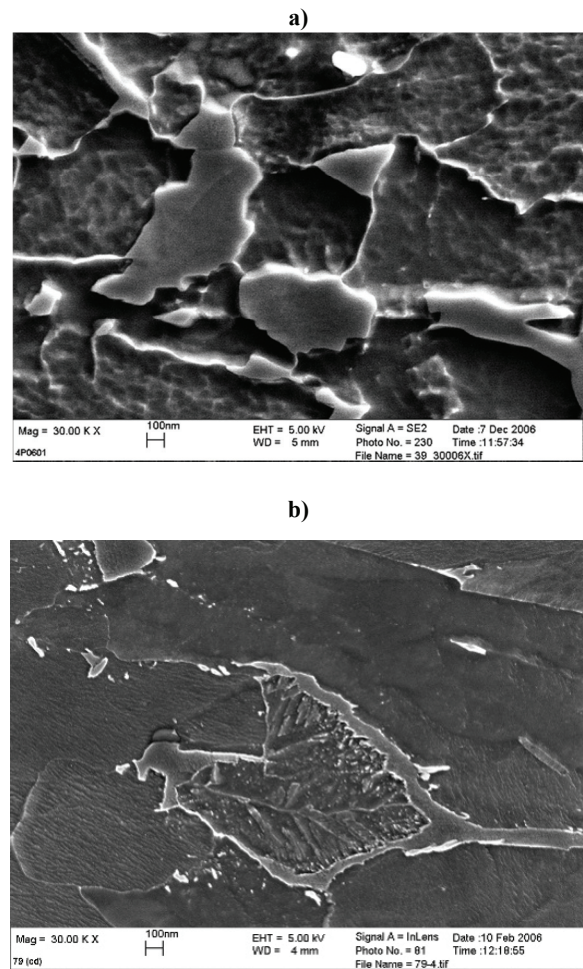 a)
Mag = 30.00 K X 100nm EHT = 5.00 kV Signal A = SE2 Date :7 Dec 2006
WD = 5 mm Photo No. = 230 Time :11:57:34
4P0601 File Name = 39_30006X.tif
b)
Mag = 30.00 K X 100nm EHT = 5.00 kV Signal A = InLens Date :10 Feb 2006
WD = 4 mm Photo No. = 81 Time :12:18:55
79 (cd) File Name = 79-4.tif